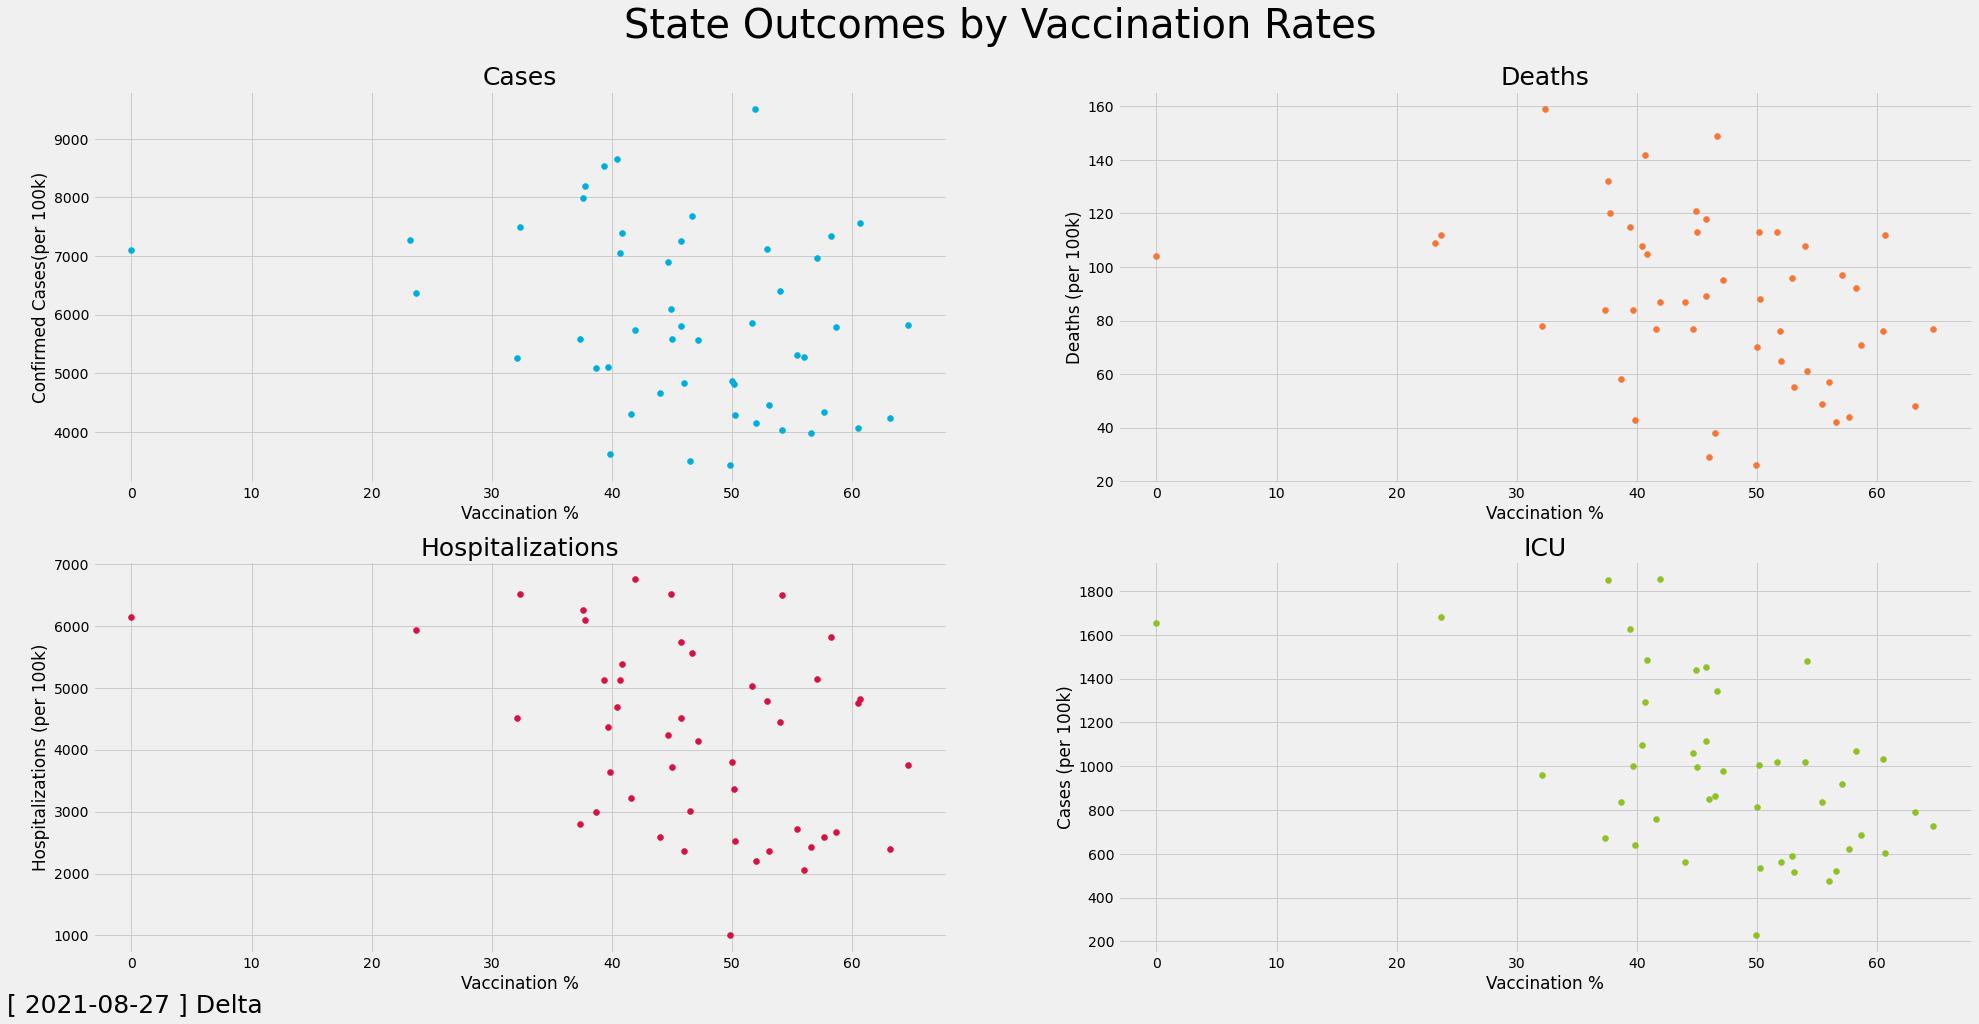 State Outcomes by Vaccination Rates
Cases
Confirmed Cases(per 100k)
9000
8000
7000
6000
5000
4000
0 10 20 30 40 50 60
Vaccination %
Deaths
Deaths (per 100k)
160
140
120
100
80
60
40
20
0 10 20 30 40 50 60
Vaccination %
Hospitalizations
Hospitalizations (per 100k)
7000
6000
5000
4000
3000
2000
1000
0 10 20 30 40 50 60
Vaccination %
ICU
Cases (per 100k)
1800
1600
1400
1200
1000
800
600
400
200
0 10 20 30 40 50 60
Vaccination %
[ 2021-08-27 ] Delta